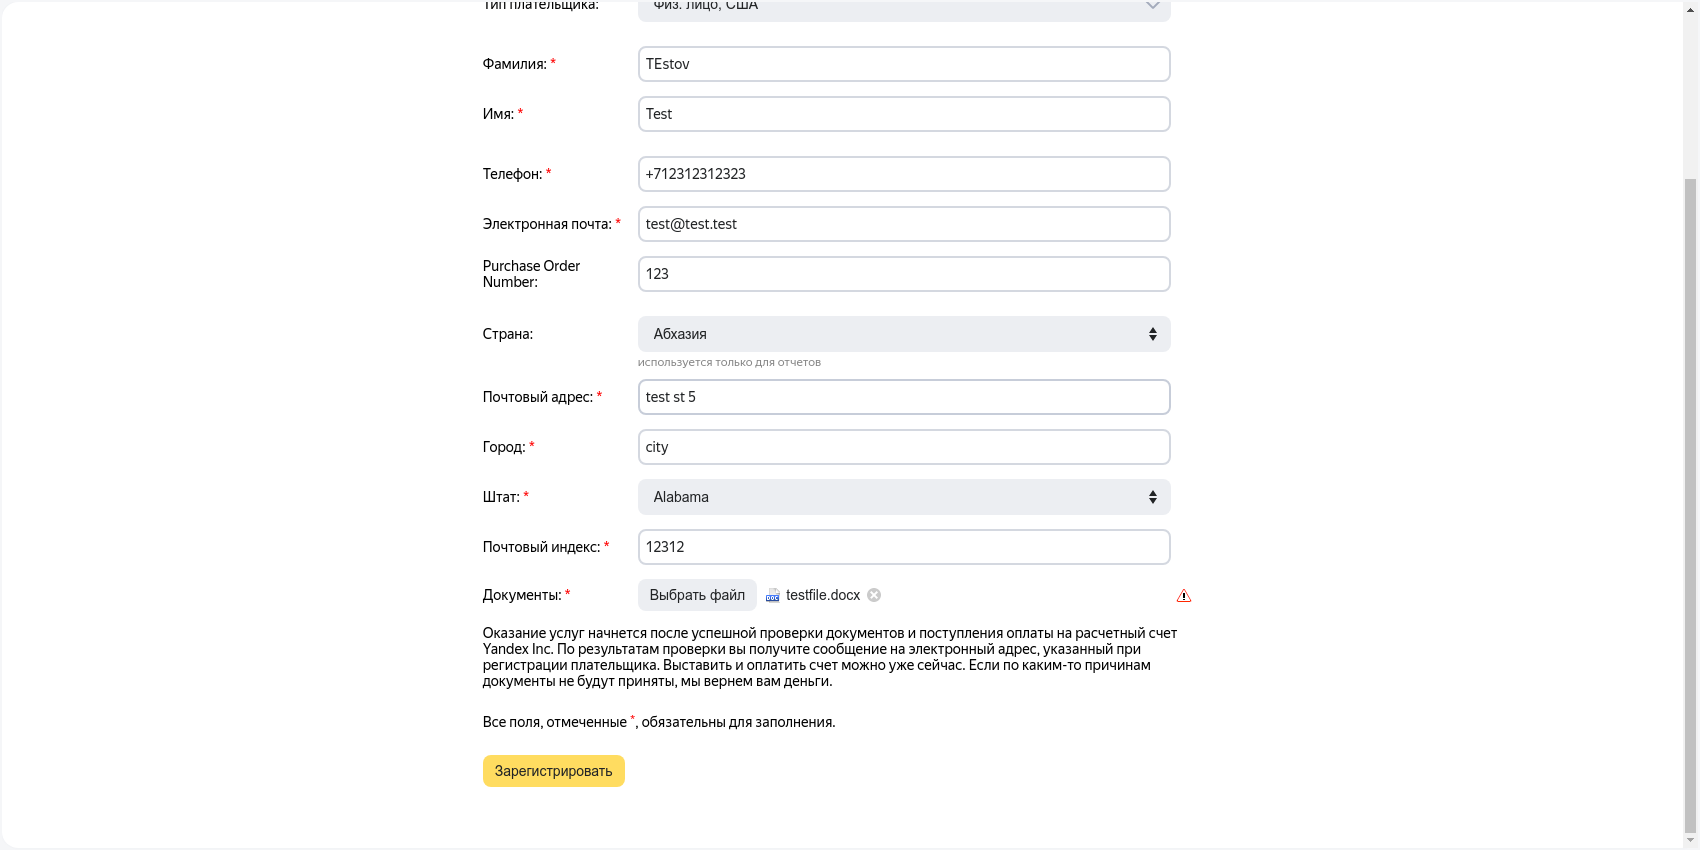 Тип плательщика: Физ. лицо, США
Фамилия: * TEstov
Имя: * Test
Телефон: * +712312312323
Электронная почта: * test@test.test
Purchase Order
Number: 123
Страна: Абхазия
используется только для отчетов
Почтовый адрес: * test st 5
Город: * city
Штат: * Alabama
Почтовый индекс: * 12312
Документы: * Выбрать файл DOC testfile.docx
Оказание услуг начнется после успешной проверки документов и поступления оплаты на расчетный счет
Yandex Inc. По результатам проверки вы получите сообщение на электронный адрес, указанный при
регистрации плательщика. Выставить и оплатить счет можно уже сейчас. Если по каким-то причинам
документы не будут приняты, мы вернем вам деньги.
Все поля, отмеченные *, обязательны для заполнения.
Зарегистрировать